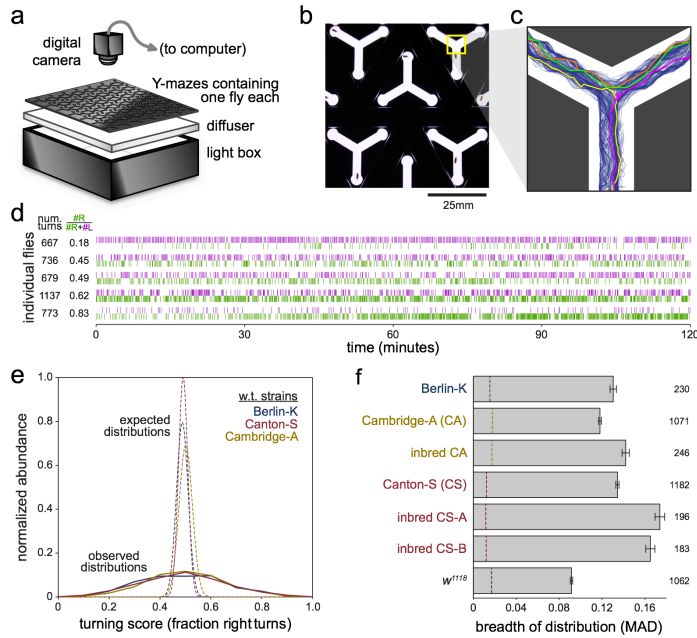 a
digital
camera
(to computer)
Y-mazes containing
one fly each
diffuser
light box
b
25mm
c
d
num.
turns
#R
#R+#L
individual flies
667 0.18
736 0.45
679 0.49
1137 0.62
773 0.83
0 30 60 90 120
time (minutes)
e
1.0
0.8
0.6
0.4
0.2
0
normalized abundance
expected
distributions
observed
distributions
w.t. strains
Berlin-K
Canton-S
Cambridge-A
0 0.2 0.4 0.6 0.8 1.0
turning score (fraction right turns)
f
Berlin-K 230
Cambridge-A (CA) 1071
inbred CA 246
Canton-S (CS) 1182
inbred CS-A 196
inbred CS-B 183
w1118 1062
0 0.04 0.08 0.12 0.16
breadth of distribution (MAD)